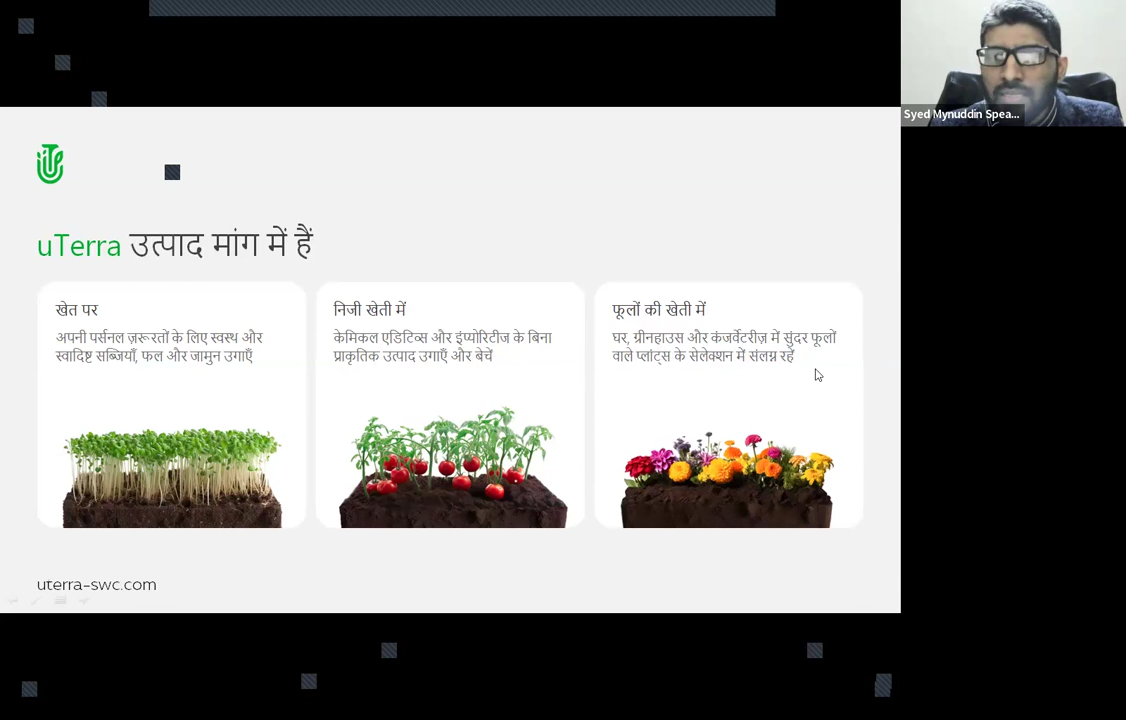 Syed Mynuddin Spea...
uTerra उत्पाद मांग में हैं
खेत पर
अपनी पर्सनल ज़रूरतों के लिए स्वस्थ और
स्वादिष्ट सब्जियाँ, फल और जामुन उगाएँ
निजी खेती में
केमिकल एडिटिव्स और इंप्योरिटीज के बिना
प्राकृतिक उत्पाद उगाएँ और बेचें
फूलों की खेती में
घर, ग्रीनहाउस और कंजर्वेटरीज़ में सुंदर फूलों
वाले प्लांट्स के सेलेक्शन में संलग्न रहें
uterra-swc.com